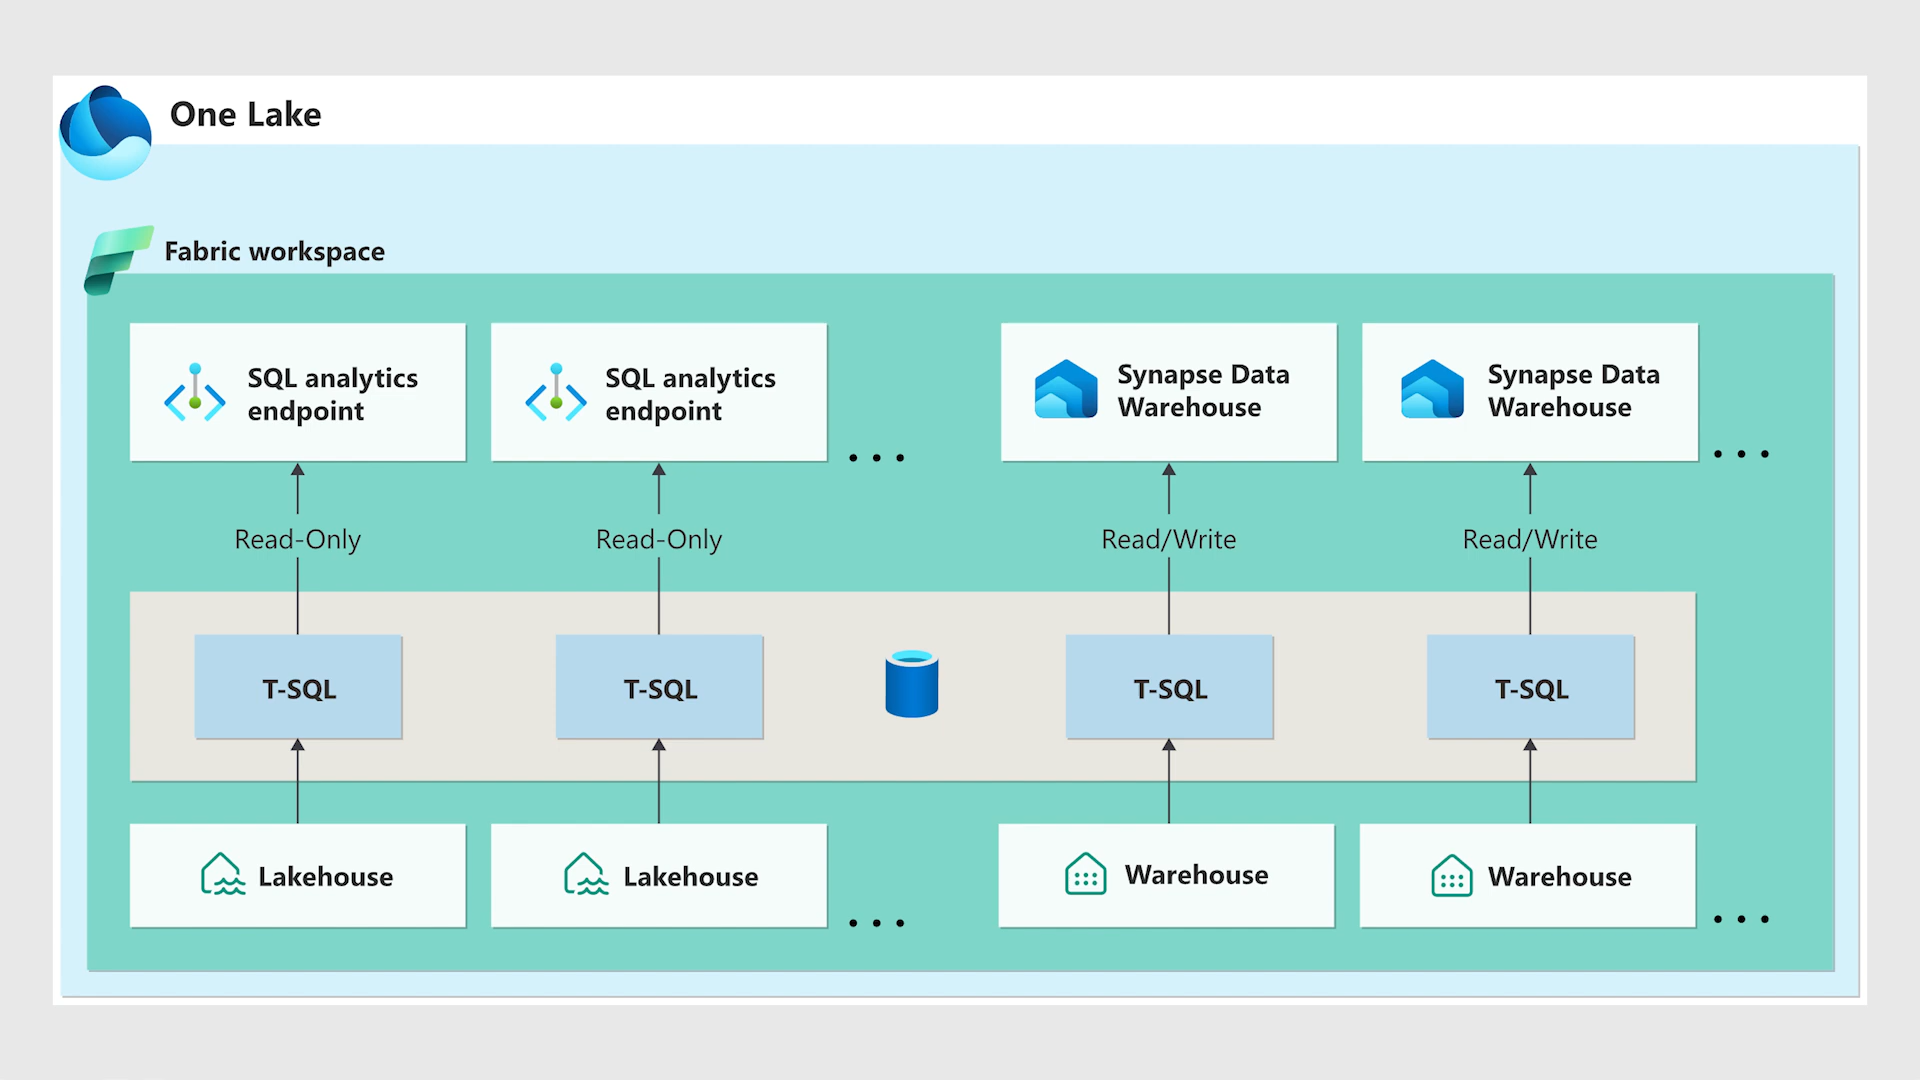 One Lake
Fabric workspace
SQL analytics
endpoint
SQL analytics
endpoint
...
Synapse Data
Warehouse
Synapse Data
Warehouse
...
Read-Only
Read-Only
Read/Write
Read/Write
T-SQL
T-SQL
T-SQL
T-SQL
Lakehouse
Lakehouse
...
Warehouse
Warehouse
...